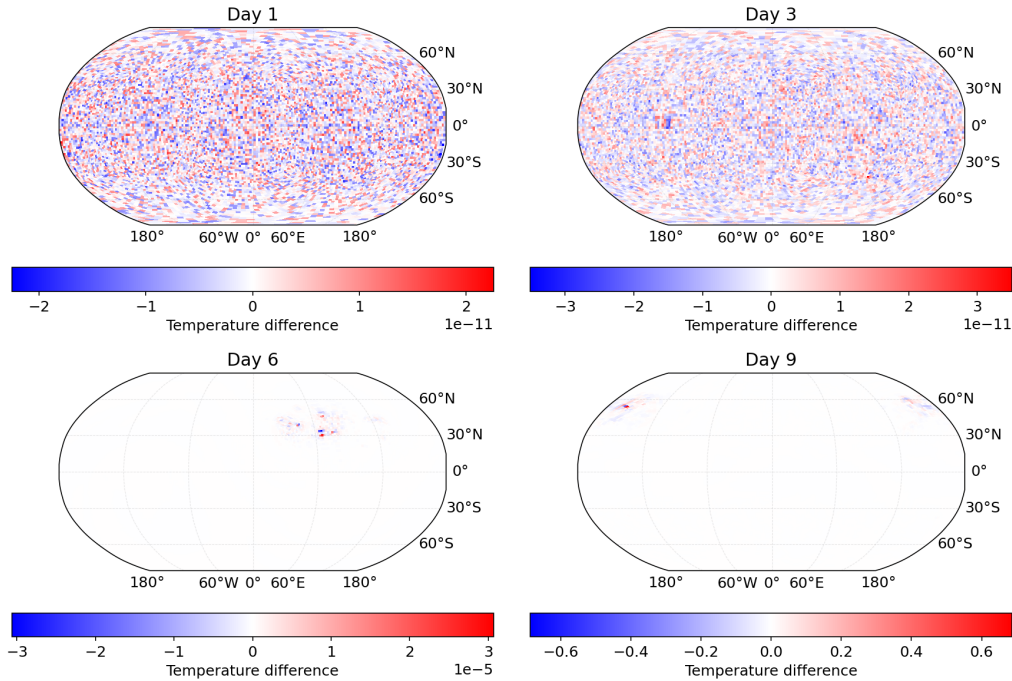 Day 1 Day 3
60°N 60°N
30°N 30°N
0° 0°
30°S 30°S
60°S 60°S
180° 60°W 0° 60°E 180° 180° 60°W 0° 60°E 180°
−2 −1 0 1 2 −3 −2 −1 0 1 2 3
Temperature difference 1e−11 Temperature difference 1e−11
Day 6 Day 9
60°N 60°N
30°N 30°N
0° 0°
30°S 30°S
60°S 60°S
180° 60°W 0° 60°E 180° 180° 60°W 0° 60°E 180°
−3 −2 −1 0 1 2 3 −0.6 −0.4 −0.2 0.0 0.2 0.4 0.6
Temperature difference 1e−5 Temperature difference